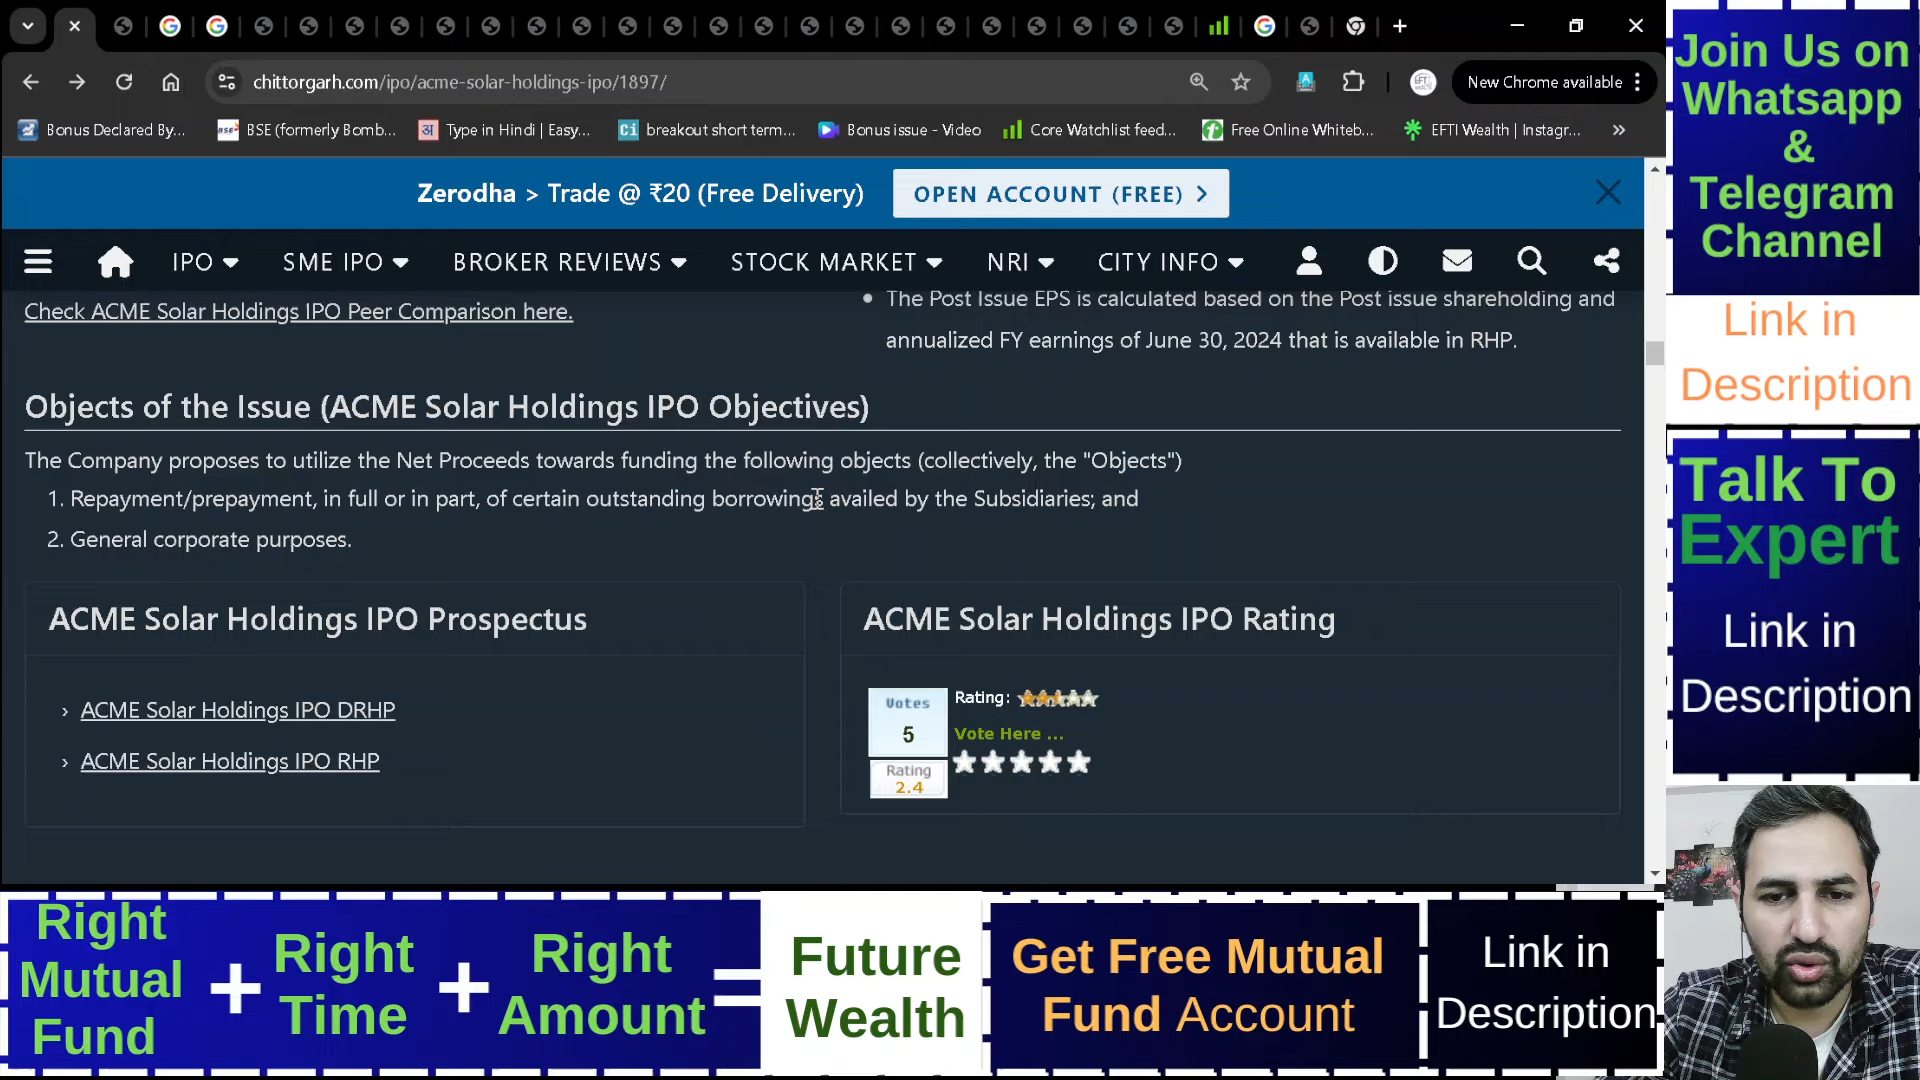 chittorgarh.com/ipo/acme-solar-holdings-ipo/1897/
New Chrome available
Bonus Declared By...
BSE (formerly Bomb...
Type in Hindi | Easy...
breakout short term...
Bonus issue - Video
Core Watchlist feed...
Free Online Whiteb...
EFTI Wealth | Instagr...
Zerodha > Trade @ ₹20 (Free Delivery)
OPEN ACCOUNT (FREE)
IPO
SME IPO
BROKER REVIEWS
STOCK MARKET
NRI
CITY INFO
Check ACME Solar Holdings IPO Peer Comparison here.
The Post Issue EPS is calculated based on the Post issue shareholding and
annualized FY earnings of June 30, 2024 that is available in RHP.
Objects of the Issue (ACME Solar Holdings IPO Objectives)
The Company proposes to utilize the Net Proceeds towards funding the following objects (collectively, the "Objects")
1. Repayment/prepayment, in full or in part, of certain outstanding borrowings availed by the Subsidiaries; and
2. General corporate purposes.
ACME Solar Holdings IPO Prospectus
ACME Solar Holdings IPO DRHP
ACME Solar Holdings IPO RHP
ACME Solar Holdings IPO Rating
Votes
5
Rating
2.4
Rating:
Vote Here ...
Join Us on
Whatsapp
&
Telegram
Channel
Link in
Description
Talk To
Expert
Link in
Description
Right
Mutual
Fund
+
Right
Time
+
Right
Amount
=
Future
Wealth
Get Free Mutual
Fund Account
Link in
Description